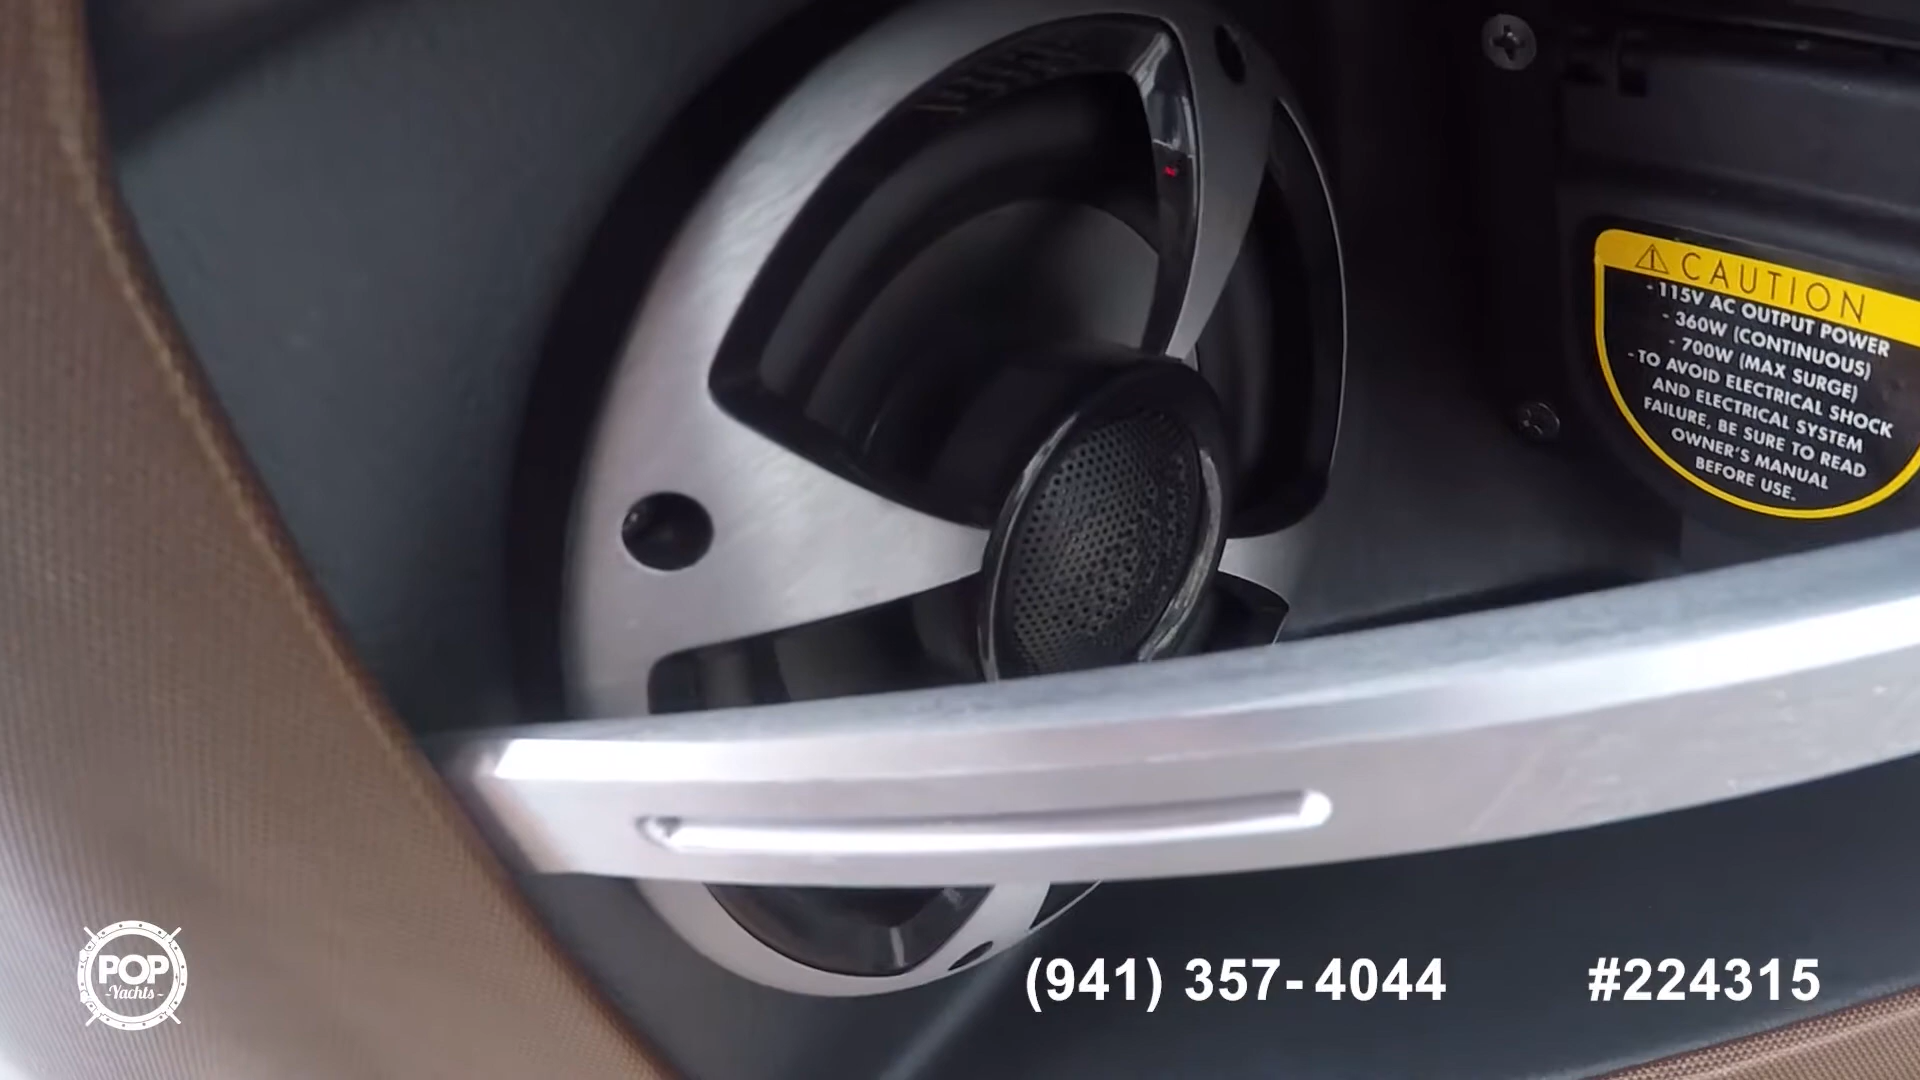 CAUTION
- 115V AC OUTPUT POWER
- 360W (CONTINUOUS)
- 700W (MAX SURGE)
- TO AVOID ELECTRICAL SHOCK
AND ELECTRICAL SYSTEM
FAILURE, BE SURE TO READ
OWNER'S MANUAL
BEFORE USE.
POP
-Yachts-
(941) 357-4044
#224315